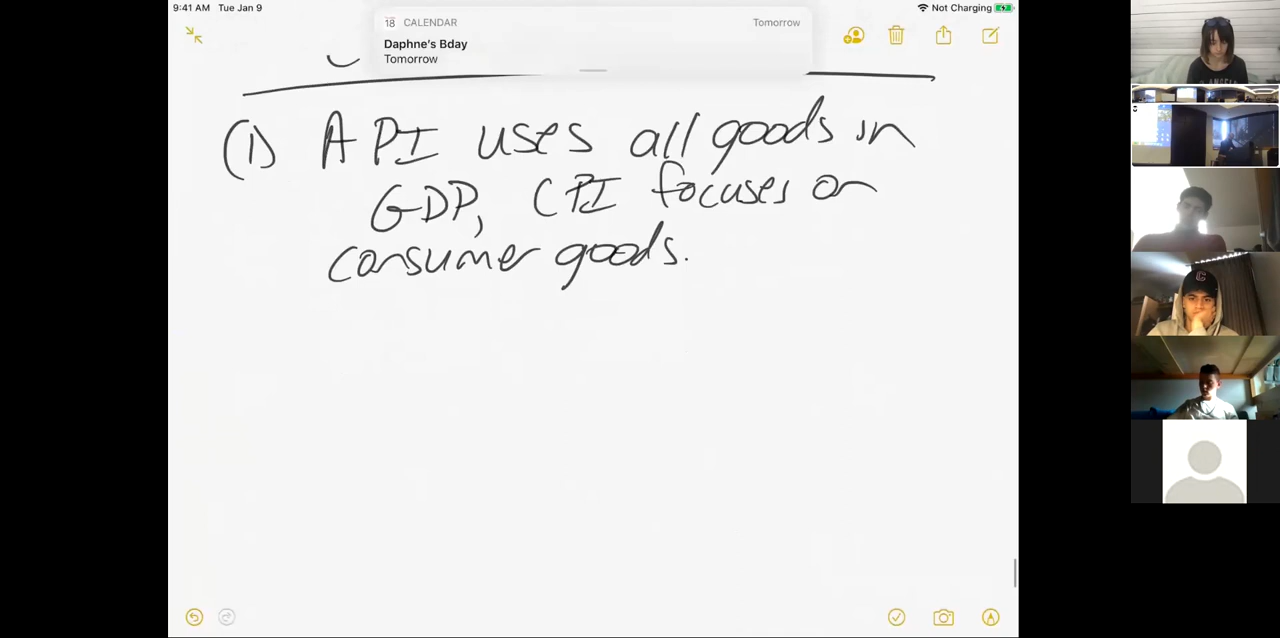 9:41 AM Tue Jan 9
Not Charging
18 CALENDAR
Tomorrow
Daphne's Bday
Tomorrow
(1) API uses all goods in
GDP, CPI focuses on
consumer goods.
C